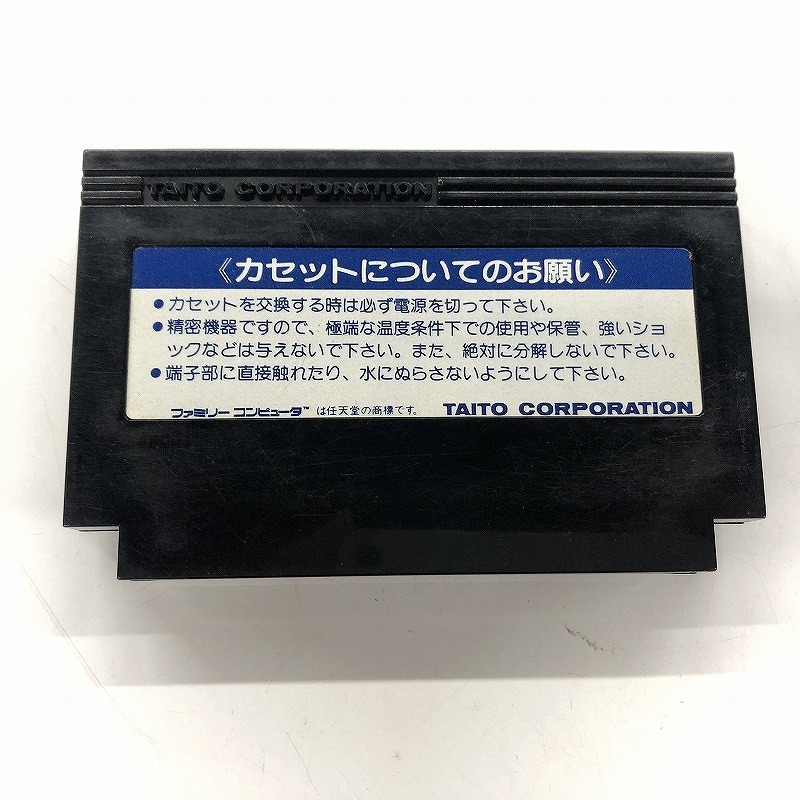 TAITO CORPORATION
《カセットについてのお願い》
●カセットを交換する時は必ず電源を切って下さい。
●精密機器ですので、極端な温度条件下での使用や保管、強いショ
ックなどは与えないで下さい。また、絶対に分解しないで下さい。
●端子部に直接触れたり、水にぬらさないようにして下さい。
ファミリーコンピュータ™ は任天堂の商標です。 TAITO CORPORATION